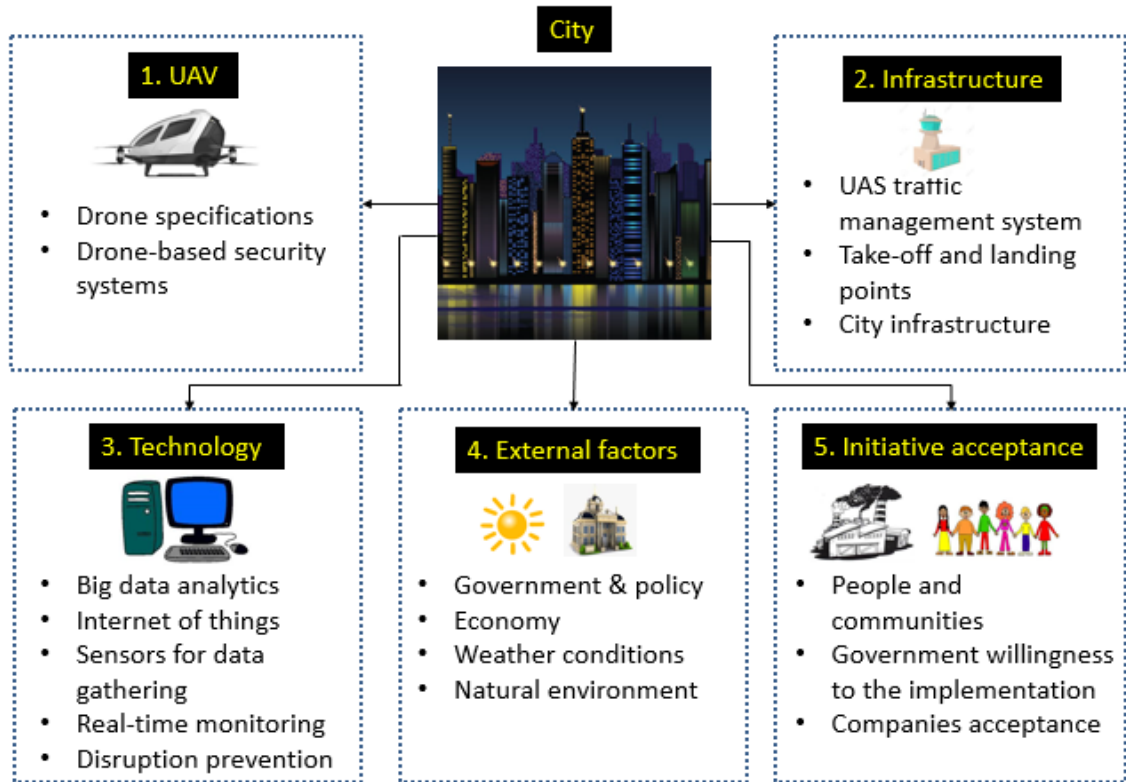 City
1. UAV
• Drone specifications
• Drone-based security
systems
2. Infrastructure
• UAS traffic
management system
• Take-off and landing
points
• City infrastructure
3. Technology
• Big data analytics
• Internet of things
• Sensors for data
gathering
• Real-time monitoring
• Disruption prevention
4. External factors
• Government & policy
• Economy
• Weather conditions
• Natural environment
5. Initiative acceptance
• People and
communities
• Government willingness
to the implementation
• Companies acceptance